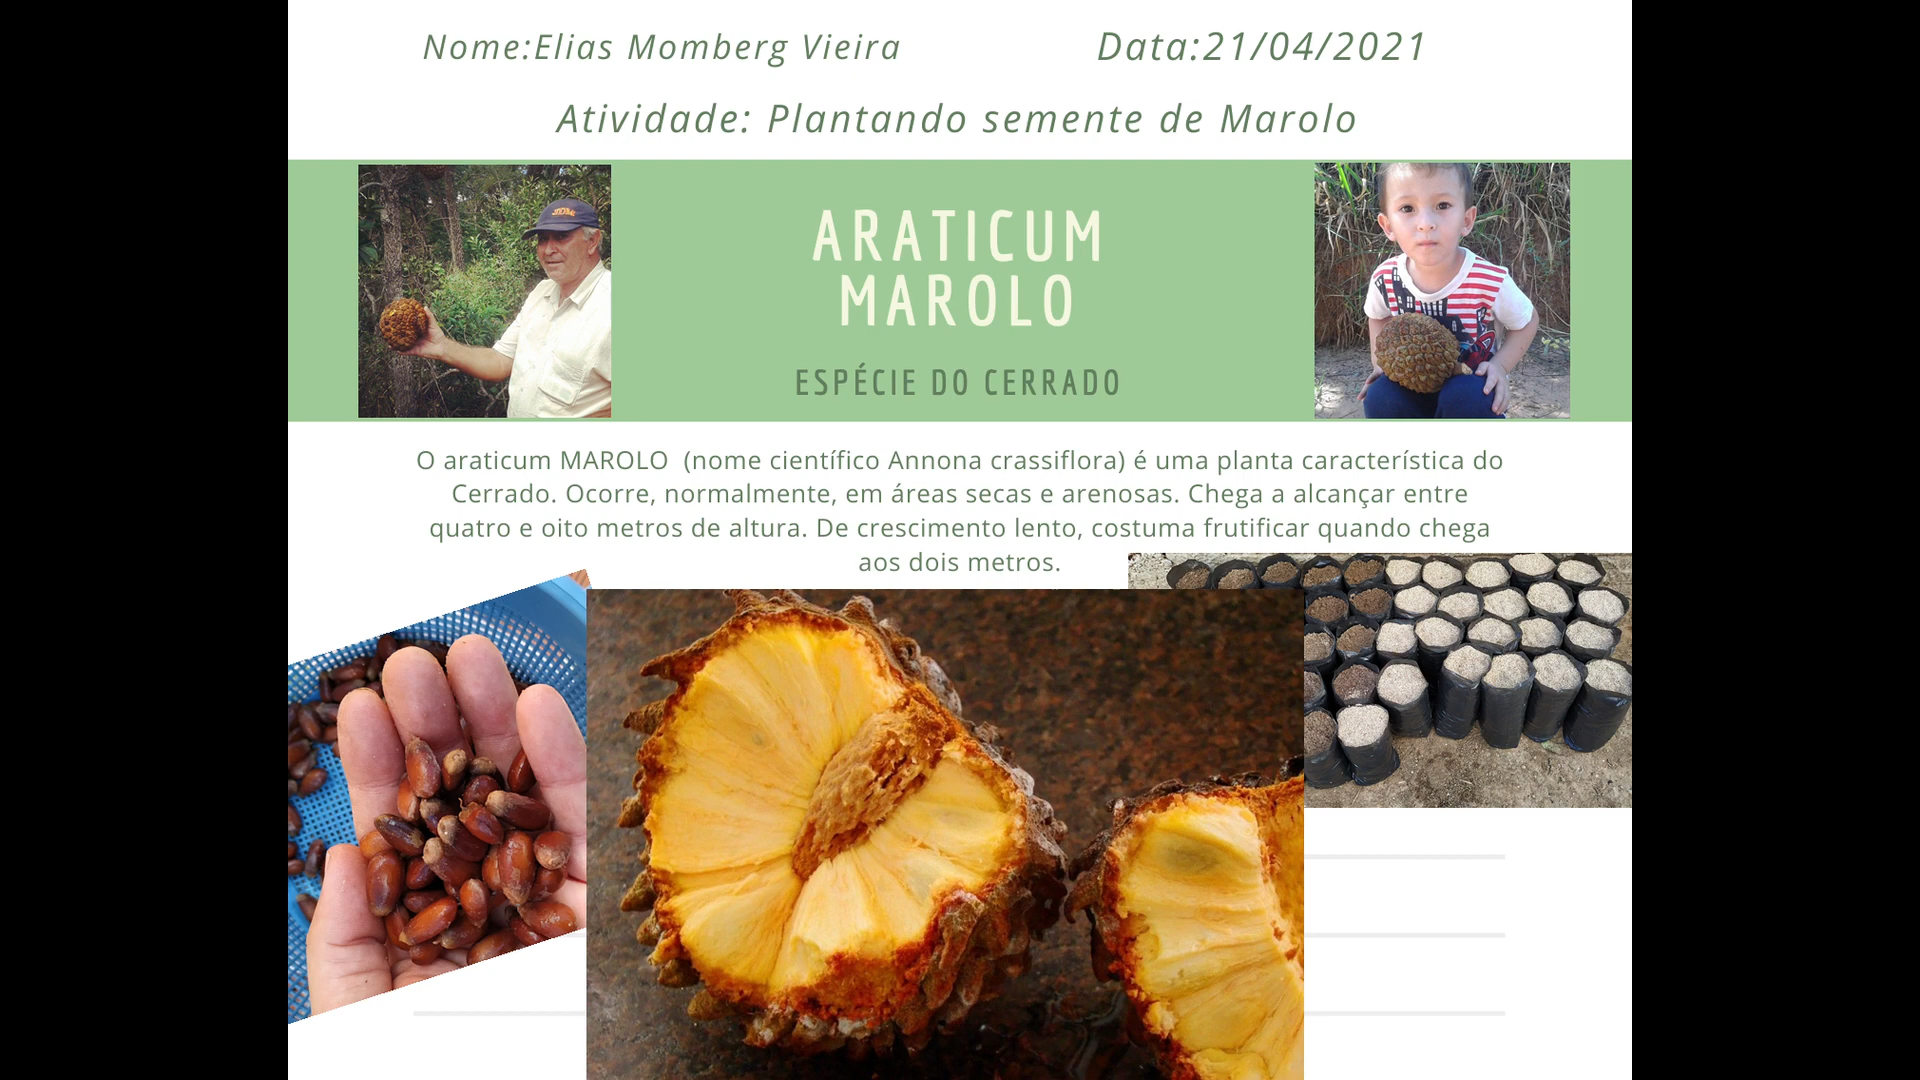 Nome:Elias Momberg Vieira
Data:21/04/2021
Atividade: Plantando semente de Marolo
ARATICUM
MAROLO
ESPÉCIE DO CERRADO
O araticum MAROLO  (nome científico Annona crassiflora) é uma planta característica do
Cerrado. Ocorre, normalmente, em áreas secas e arenosas. Chega a alcançar entre
quatro e oito metros de altura. De crescimento lento, costuma frutificar quando chega
aos dois metros.